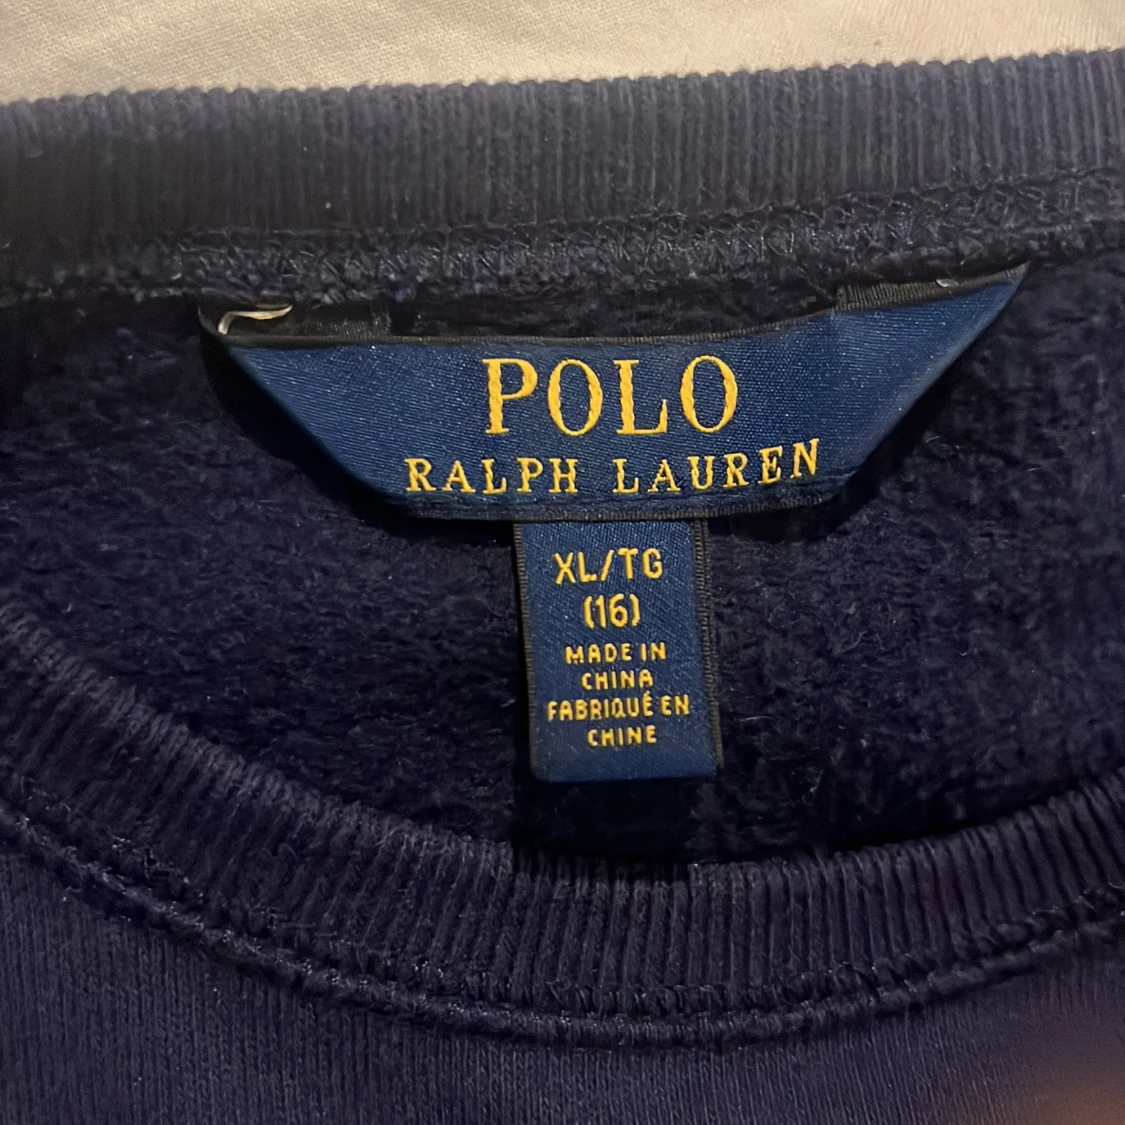 POLO
RALPH LAUREN
XL/TG
(16)
MADE IN
CHINA
FABRIQUÉ EN
CHINE